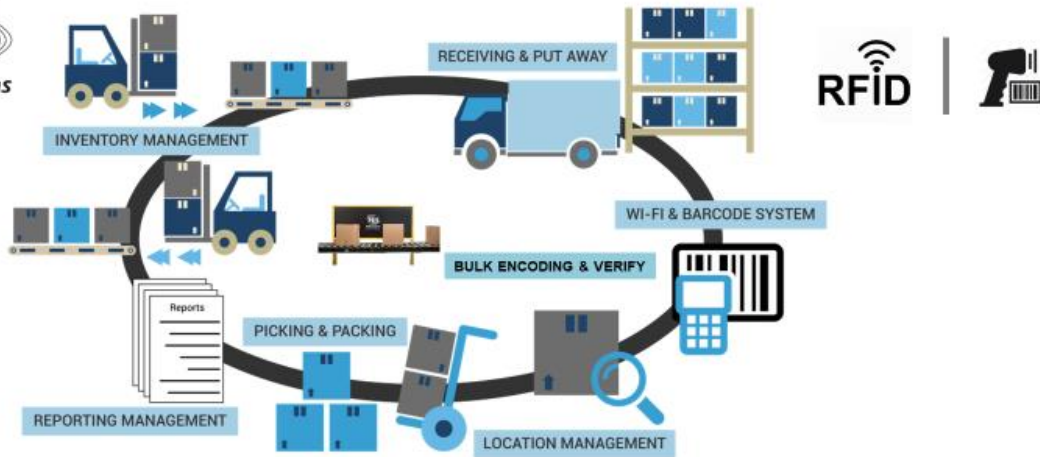 RECEIVING & PUT AWAY
RFID
INVENTORY MANAGEMENT
WI-FI & BARCODE SYSTEM
BULK ENCODING & VERIFY
Reports
PICKING & PACKING
REPORTING MANAGEMENT
LOCATION MANAGEMENT